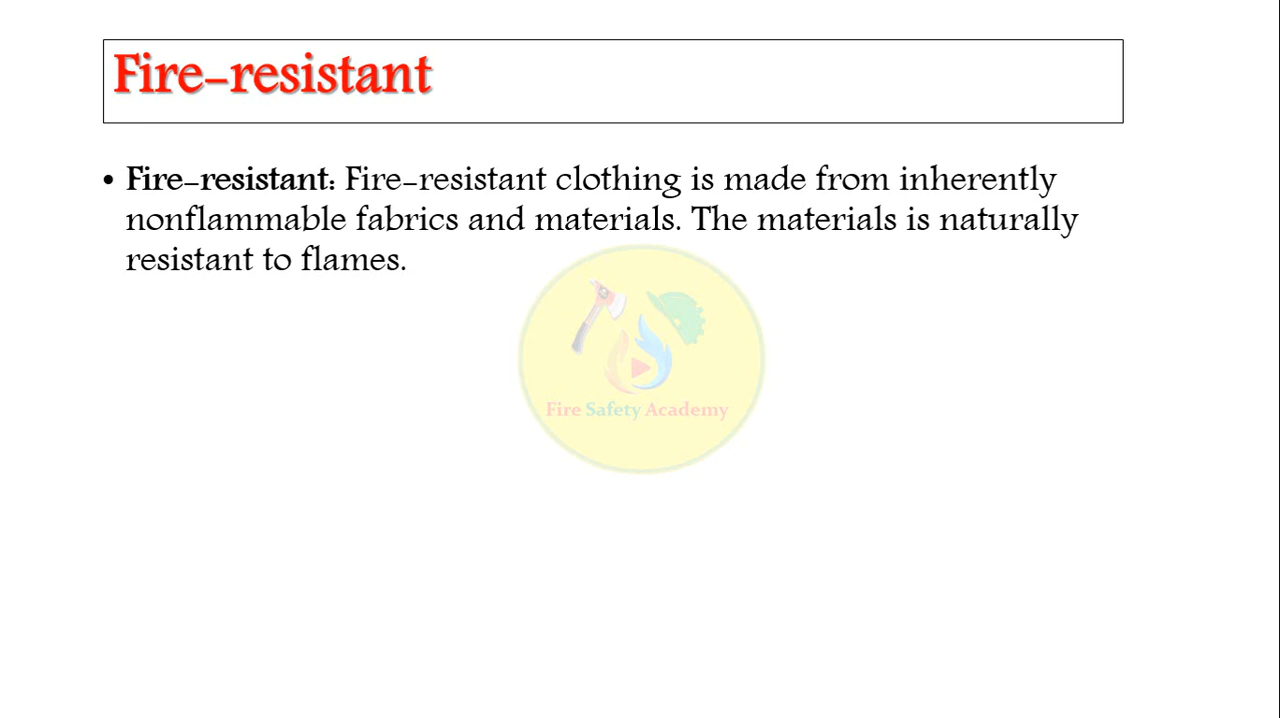 Fire-resistant
• Fire-resistant: Fire-resistant clothing is made from inherently
nonflammable fabrics and materials. The materials is naturally
resistant to flames.
Fire Safety Academy